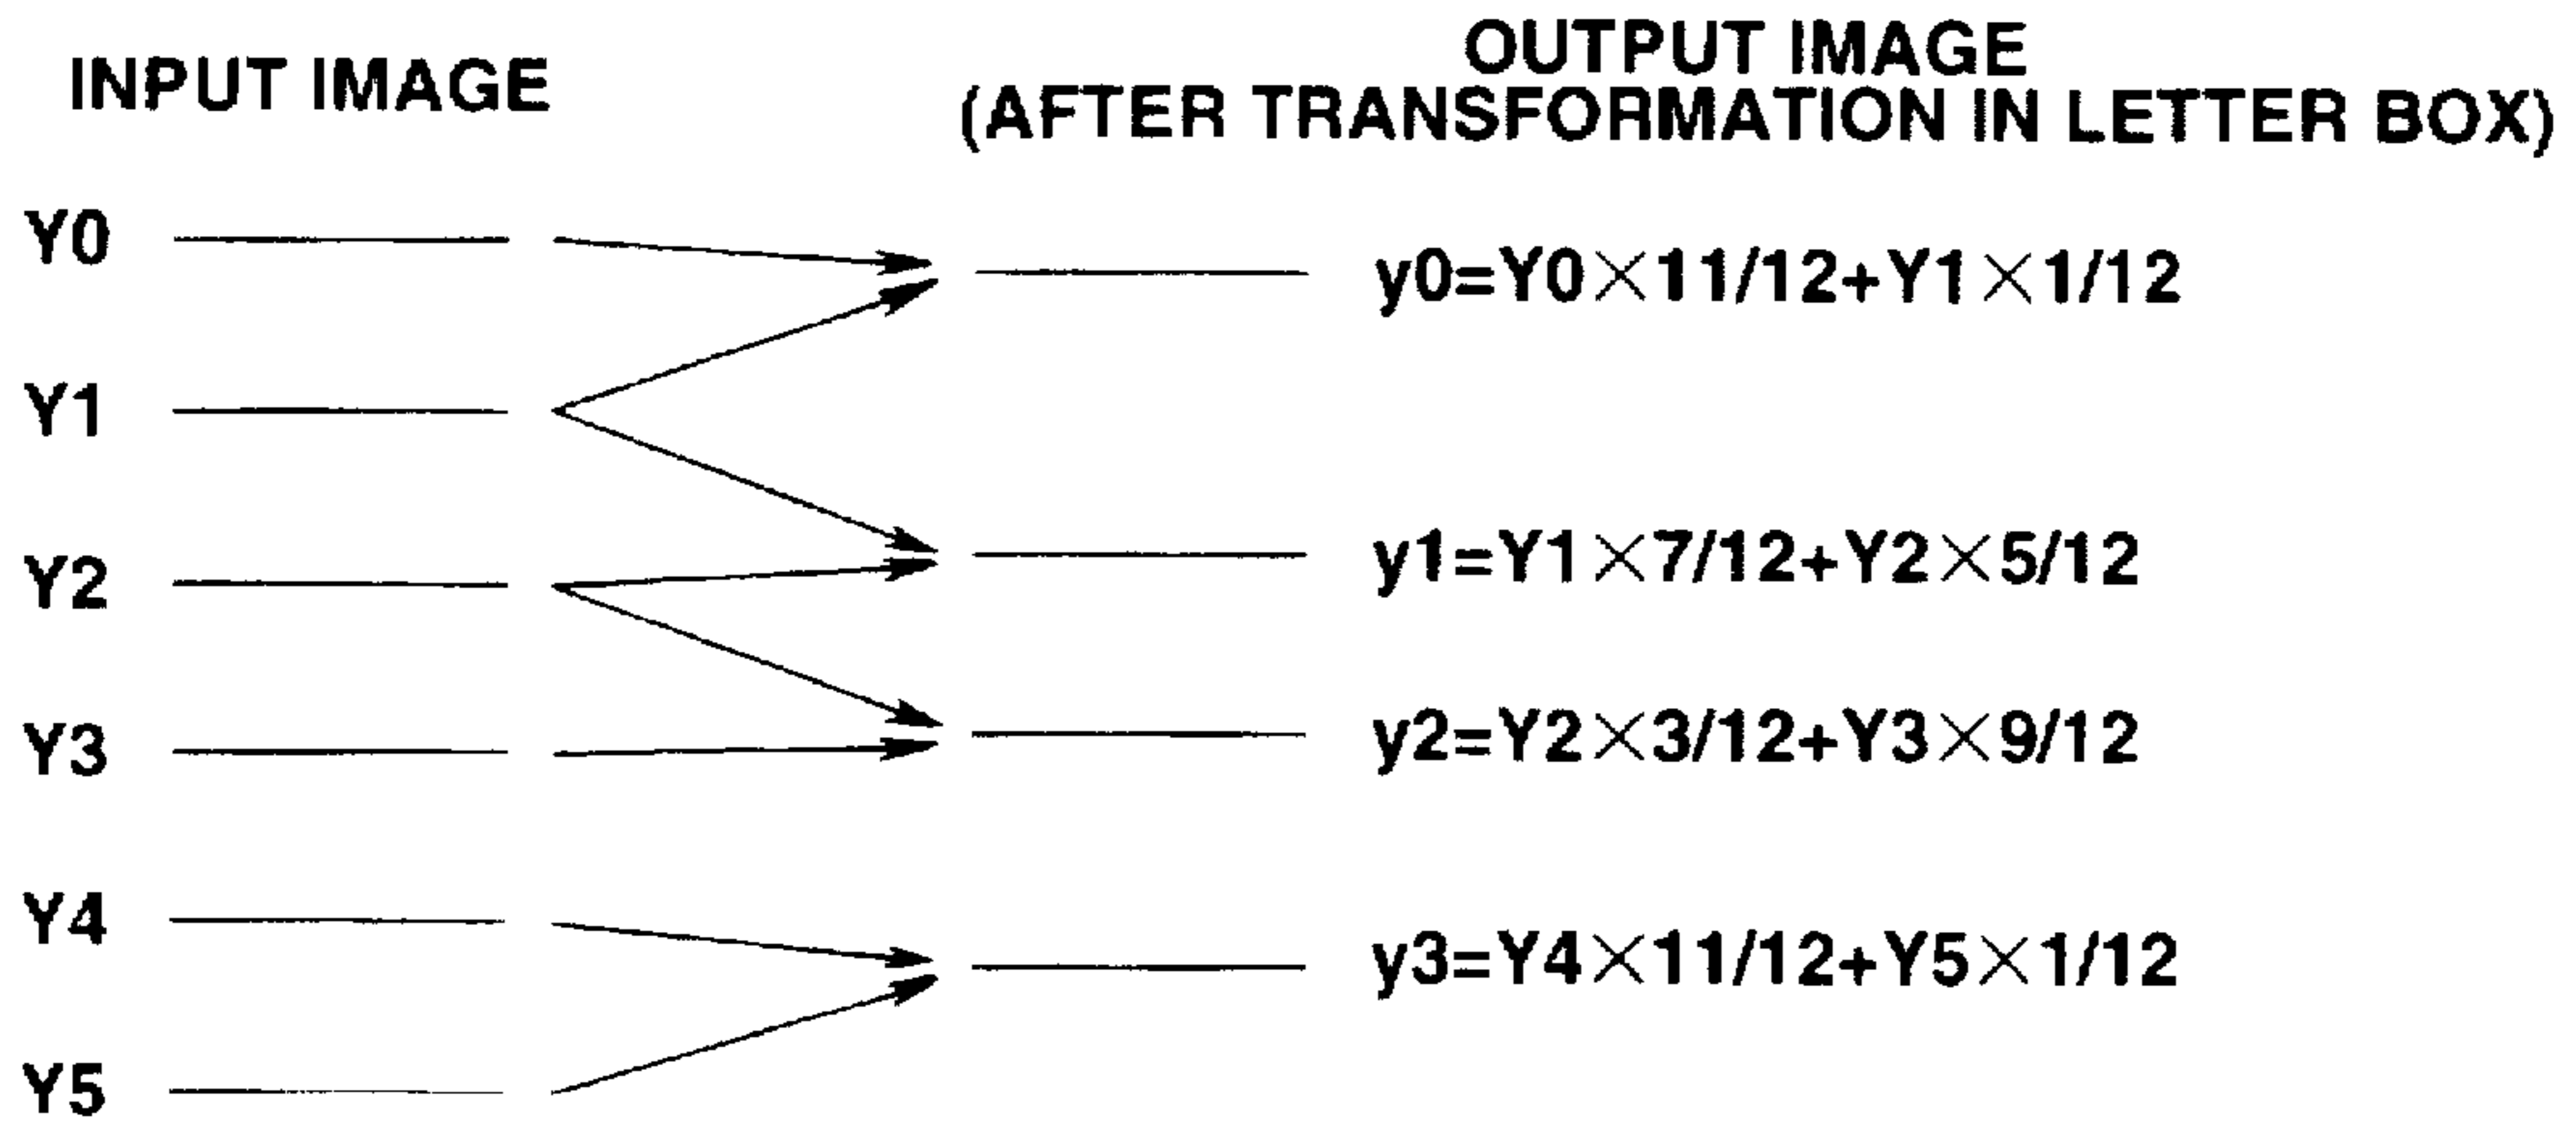 INPUT IMAGE
OUTPUT IMAGE
(AFTER TRANSFORMATION IN LETTER BOX)
Y0
y0=Y0×11/12+Y1×1/12
Y1
y1=Y1×7/12+Y2×5/12
Y2
y2=Y2×3/12+Y3×9/12
Y3
Y4
y3=Y4×11/12+Y5×1/12
Y5